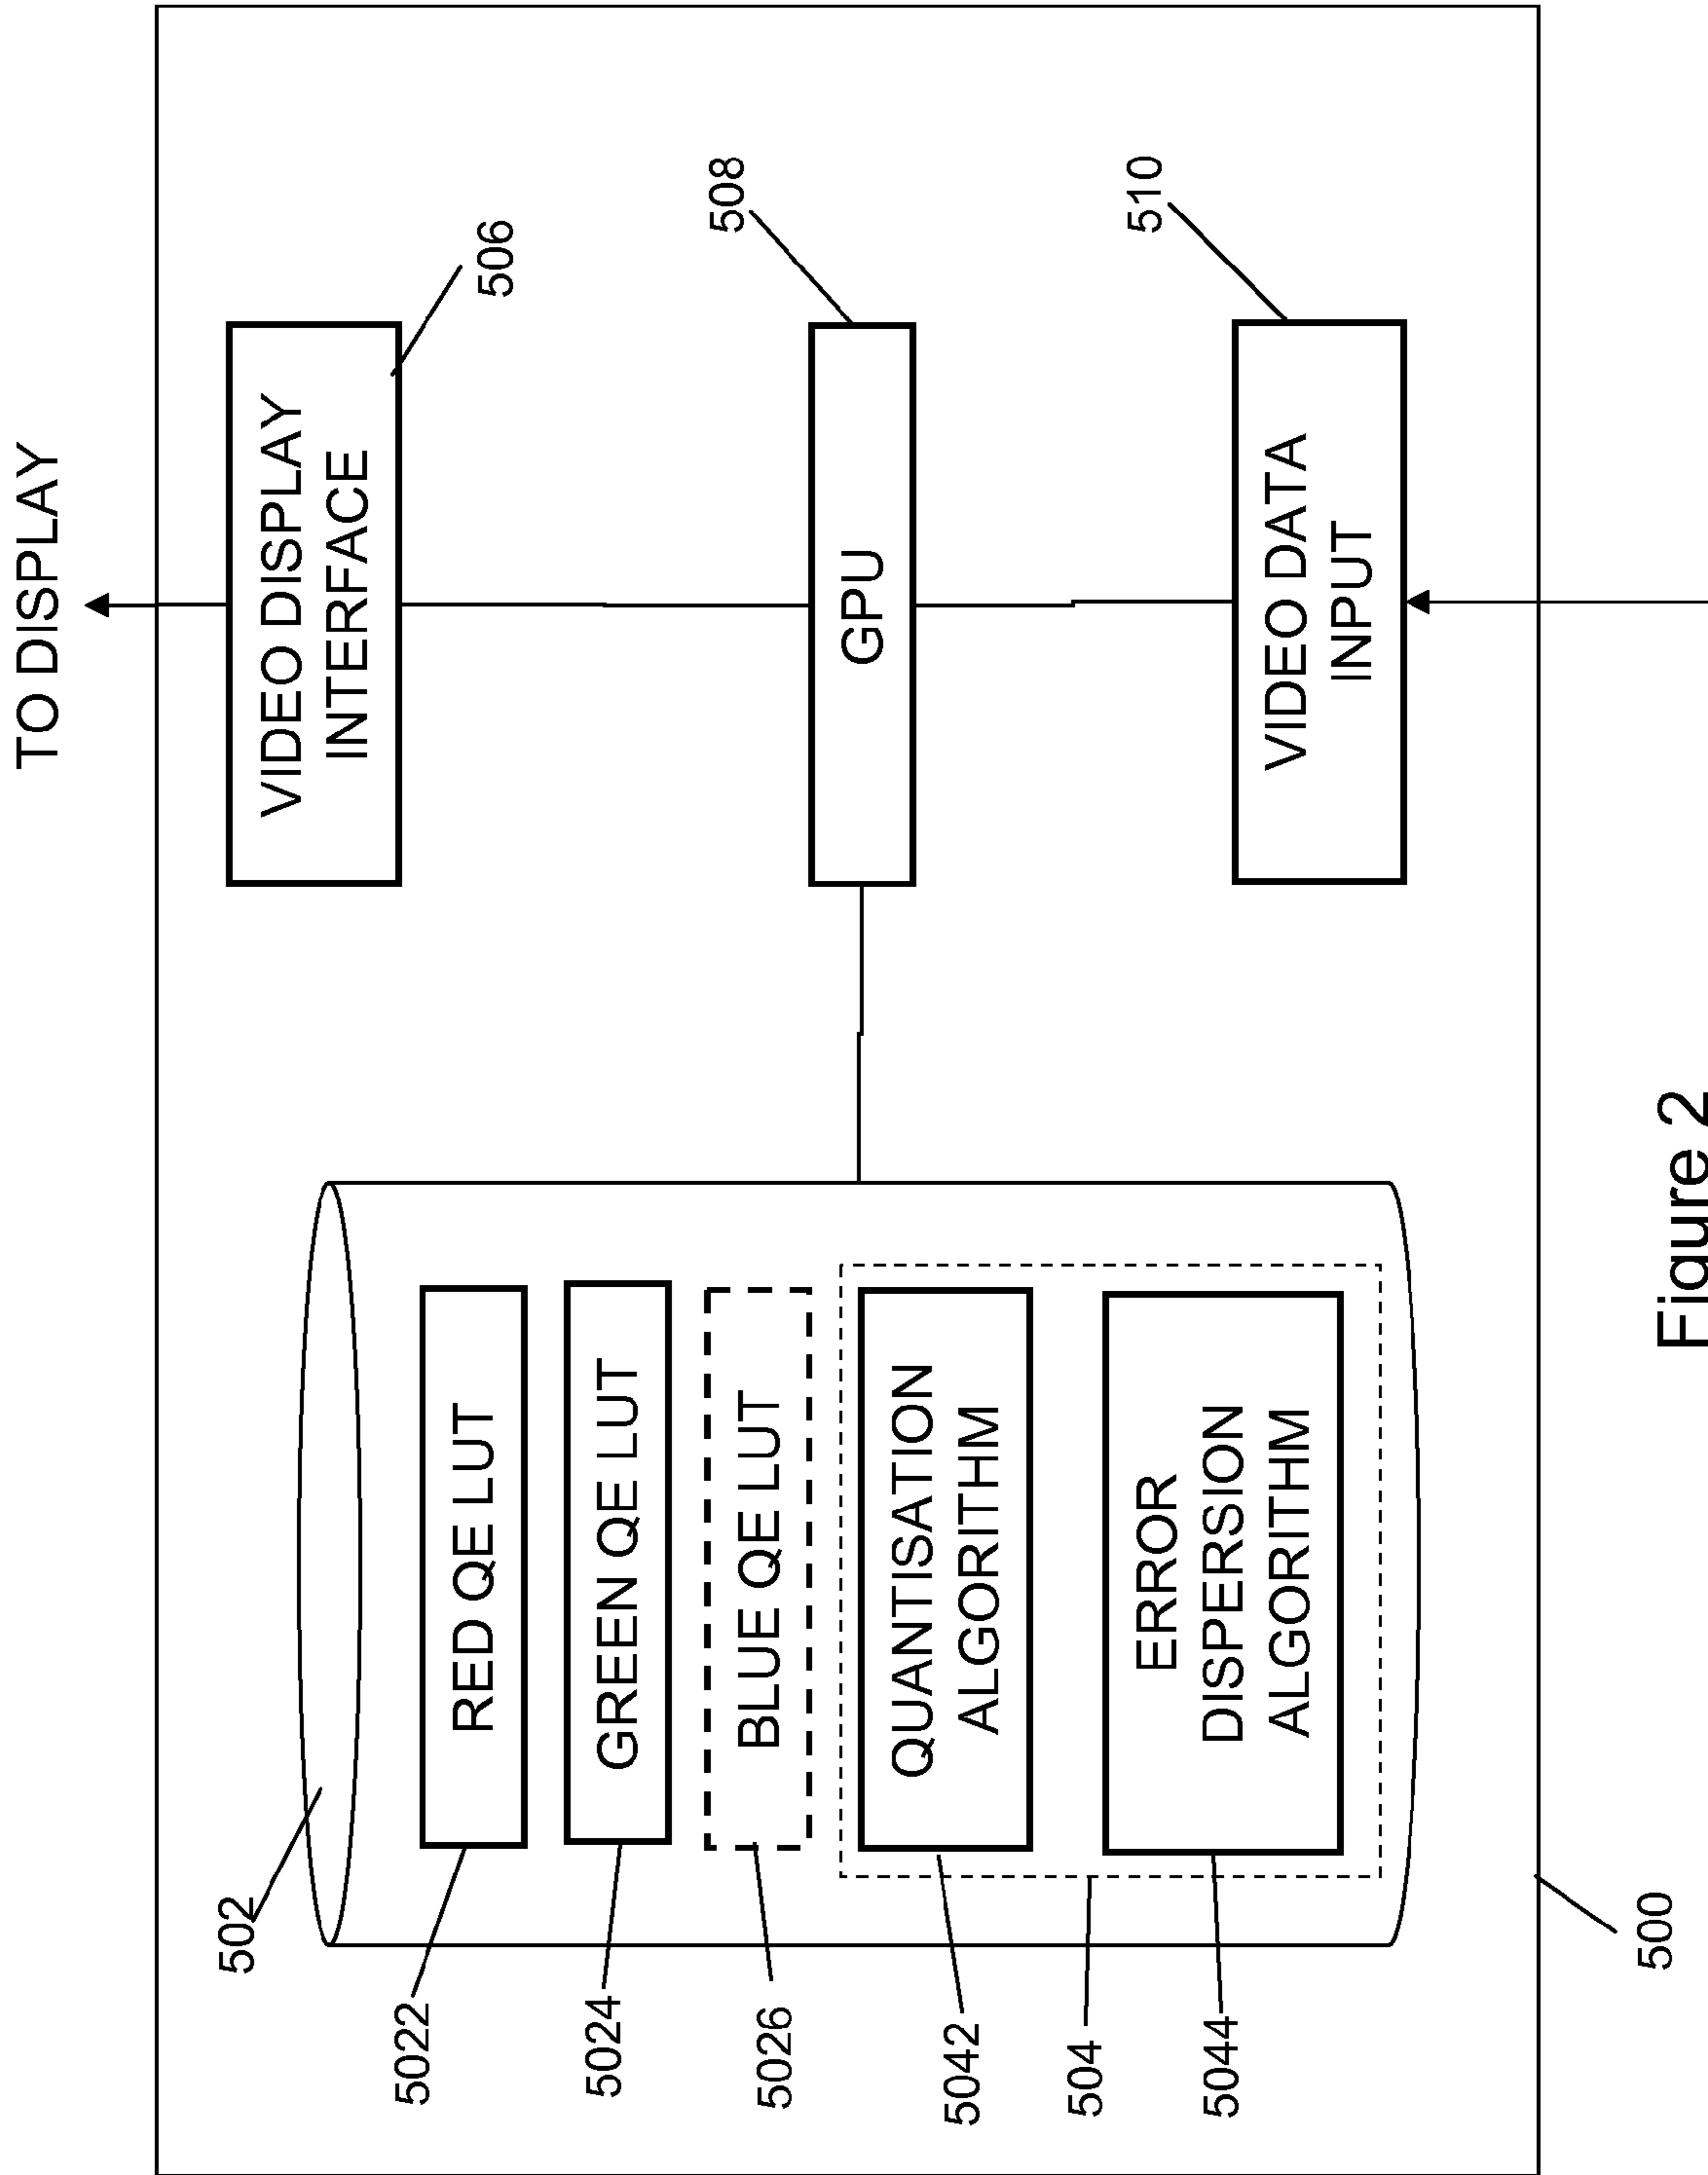 TO DISPLAY
502
5022
RED QE LUT
5024
GREEN QE LUT
5026
BLUE QE LUT
5042
QUANTISATION
ALGORITHM
504
5044
ERROR
DISPERSION
ALGORITHM
VIDEO DISPLAY
INTERFACE
506
GPU
508
VIDEO DATA
INPUT
510
500
Figure 2